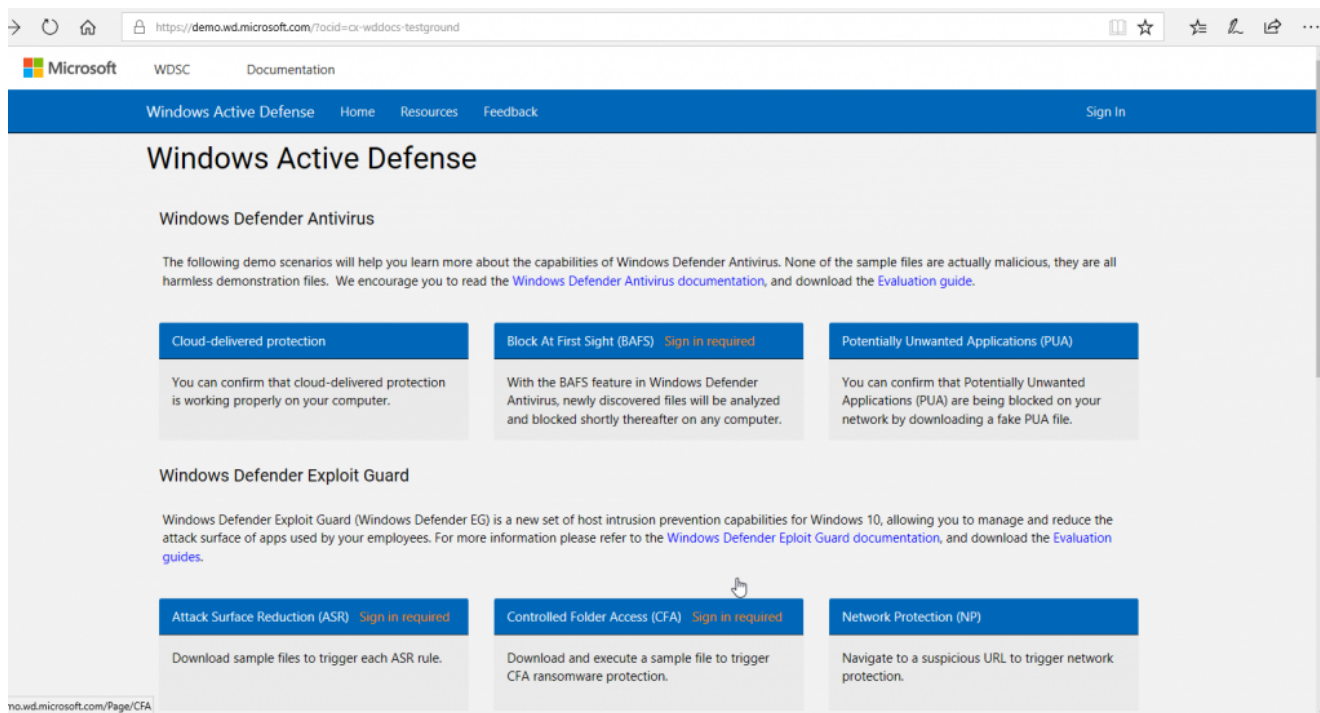 https://demo.wd.microsoft.com/?ocid=cx-wddocs-testground
Microsoft WDSC Documentation
Windows Active Defense Home Resources Feedback Sign In
Windows Active Defense
Windows Defender Antivirus
The following demo scenarios will help you learn more about the capabilities of Windows Defender Antivirus. None of the sample files are actually malicious, they are all
harmless demonstration files. We encourage you to read the Windows Defender Antivirus documentation, and download the Evaluation guide.
Cloud-delivered protection
You can confirm that cloud-delivered protection
is working properly on your computer.
Block At First Sight (BAFS) Sign in required
With the BAFS feature in Windows Defender
Antivirus, newly discovered files will be analyzed
and blocked shortly thereafter on any computer.
Potentially Unwanted Applications (PUA)
You can confirm that Potentially Unwanted
Applications (PUA) are being blocked on your
network by downloading a fake PUA file.
Windows Defender Exploit Guard
Windows Defender Exploit Guard (Windows Defender EG) is a new set of host intrusion prevention capabilities for Windows 10, allowing you to manage and reduce the
attack surface of apps used by your employees. For more information please refer to the Windows Defender Eploit Guard documentation, and download the Evaluation
guides.
Attack Surface Reduction (ASR) Sign in required
Download sample files to trigger each ASR rule.
Controlled Folder Access (CFA) Sign in required
Download and execute a sample file to trigger
CFA ransomware protection.
Network Protection (NP)
Navigate to a suspicious URL to trigger network
protection.
mo.wd.microsoft.com/Page/CFA